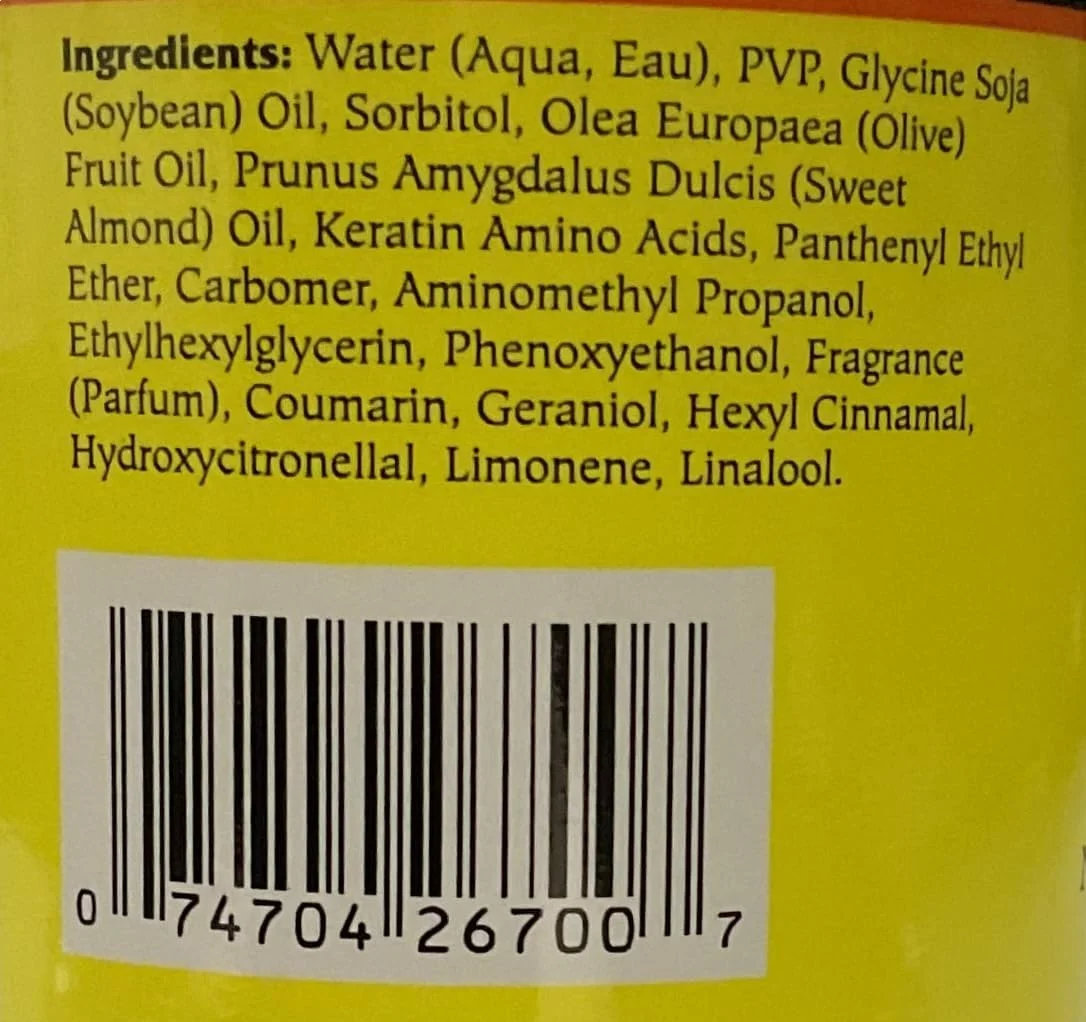 Ingredients: Water (Aqua, Eau), PVP, Glycine Soja
(Soybean) Oil, Sorbitol, Olea Europaea (Olive)
Fruit Oil, Prunus Amygdalus Dulcis (Sweet
Almond) Oil, Keratin Amino Acids, Panthenyl Ethyl
Ether, Carbomer, Aminomethyl Propanol,
Ethylhexylglycerin, Phenoxyethanol, Fragrance
(Parfum), Coumarin, Geraniol, Hexyl Cinnamal,
Hydroxycitronellal, Limonene, Linalool.
0 74704 26700 7